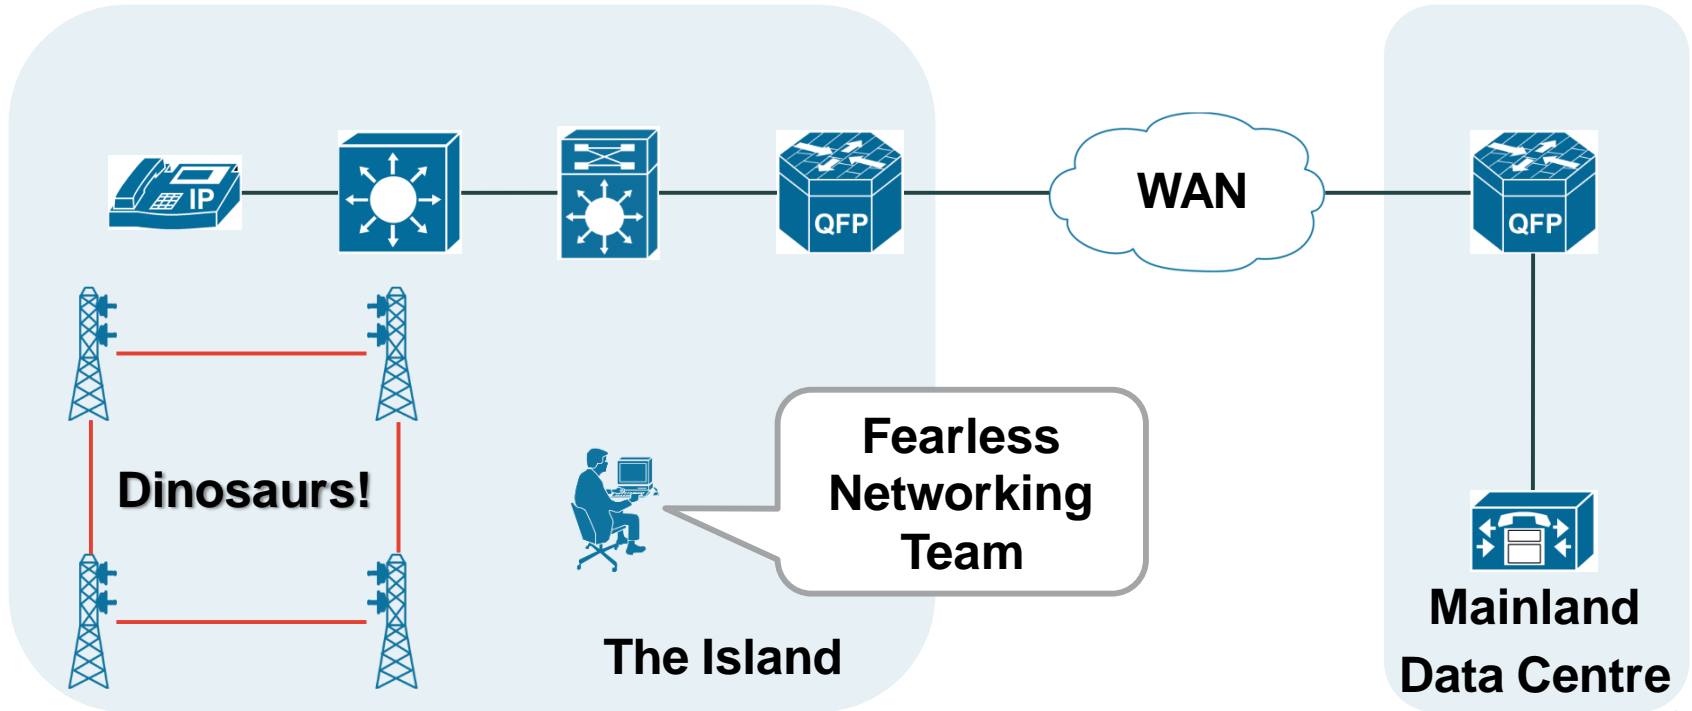 IP
QFP
WAN
QFP
Dinosaurs!
Fearless
Networking
Team
The Island
Mainland
Data Centre